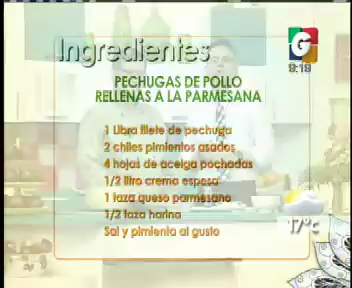 Ingredientes
G
8:18
PECHUGAS DE POLLO
RELLENAS A LA PARMESANA
1 Libra filete de pechuga
2 chiles pimientos asados
4 hojas de acelga pochadas
1/2 litro crema espesa
1 taza queso parmesano
1/2 taza harina
Sal y pimienta al gusto
17°c